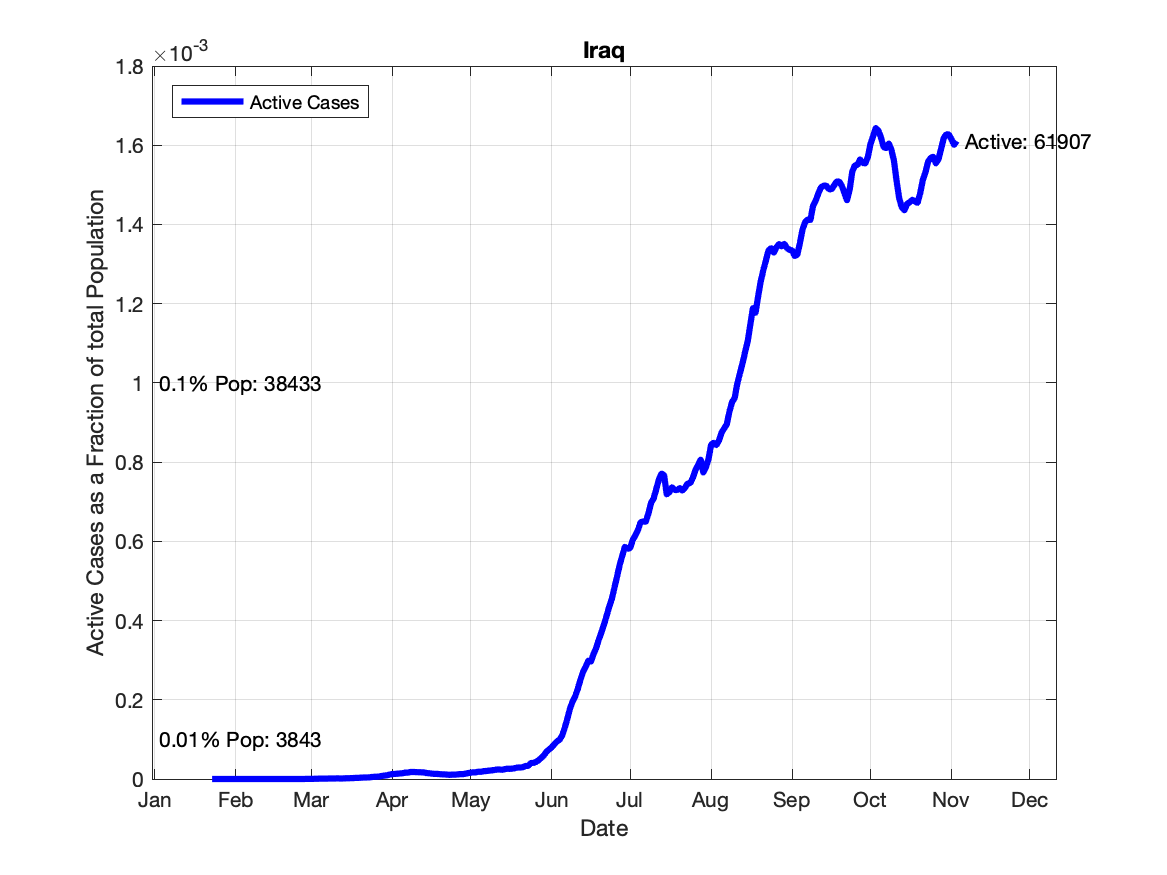 Iraq
×10-3
1.8
1.6
1.4
1.2
1
0.8
0.6
0.4
0.2
0
Active Cases
Active: 61907
0.1% Pop: 38433
0.01% Pop: 3843
Active Cases as a Fraction of total Population
Jan Feb Mar Apr May Jun Jul Aug Sep Oct Nov Dec
Date